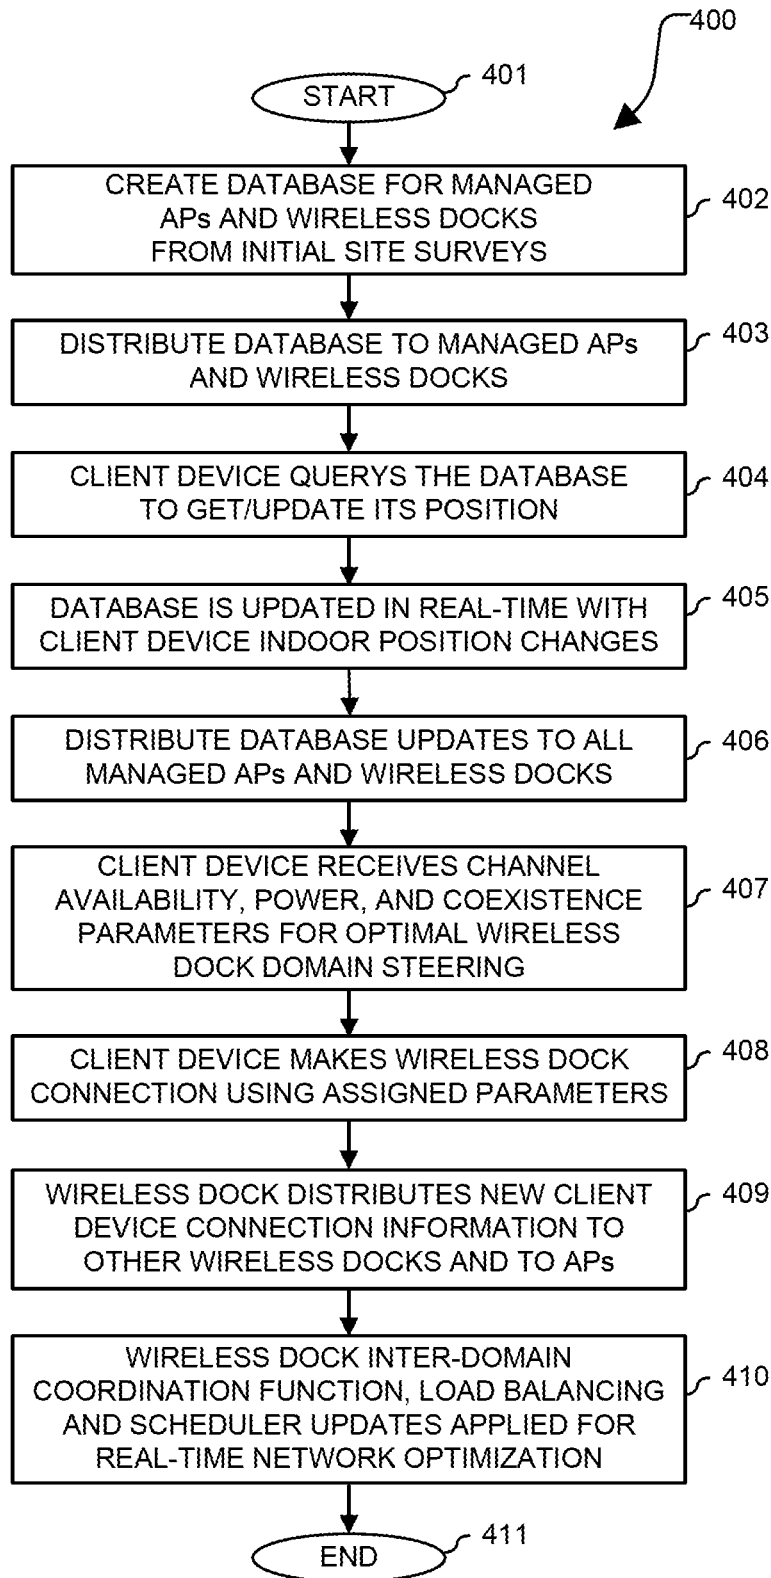 400
START
401
CREATE DATABASE FOR MANAGED
APs AND WIRELESS DOCKS
FROM INITIAL SITE SURVEYS
402
DISTRIBUTE DATABASE TO MANAGED APs
AND WIRELESS DOCKS
403
CLIENT DEVICE QUERYS THE DATABASE
TO GET/UPDATE ITS POSITION
404
DATABASE IS UPDATED IN REAL-TIME WITH
CLIENT DEVICE INDOOR POSITION CHANGES
405
DISTRIBUTE DATABASE UPDATES TO ALL
MANAGED APs AND WIRELESS DOCKS
406
CLIENT DEVICE RECEIVES CHANNEL
AVAILABILITY, POWER, AND COEXISTENCE
PARAMETERS FOR OPTIMAL WIRELESS
DOCK DOMAIN STEERING
407
CLIENT DEVICE MAKES WIRELESS DOCK
CONNECTION USING ASSIGNED PARAMETERS
408
WIRELESS DOCK DISTRIBUTES NEW CLIENT
DEVICE CONNECTION INFORMATION TO
OTHER WIRELESS DOCKS AND TO APs
409
WIRELESS DOCK INTER-DOMAIN
COORDINATION FUNCTION, LOAD BALANCING
AND SCHEDULER UPDATES APPLIED FOR
REAL-TIME NETWORK OPTIMIZATION
410
END
411